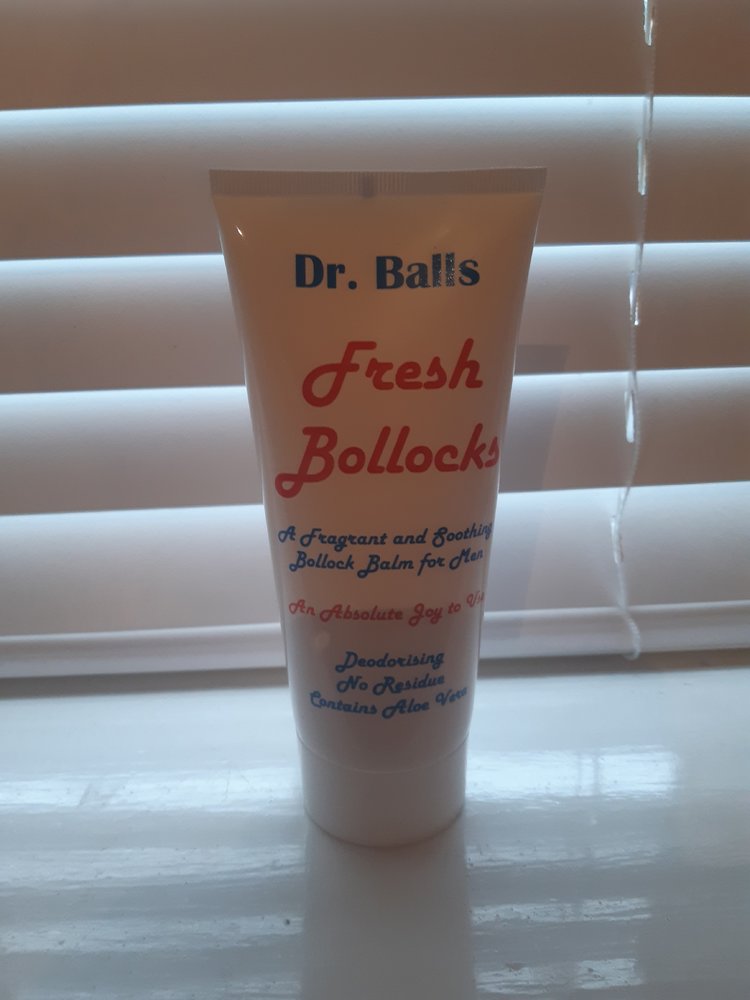 Dr. Balls
Fresh
Bollocks
A Fragrant and Soothing
Bollock Balm for Men
An Absolute Joy to Use
Deodorising
No Residue
Contains Aloe Vera